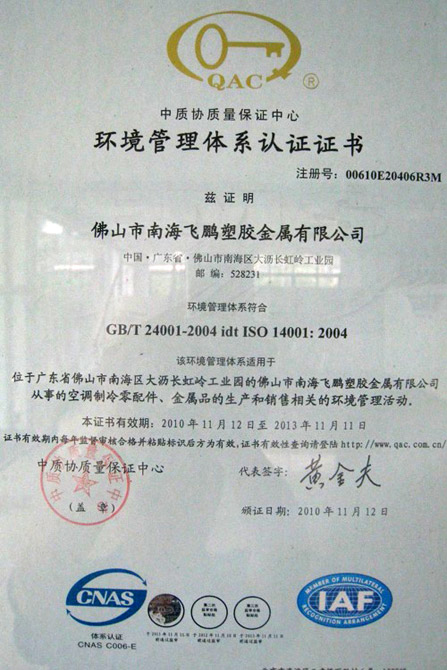 QAC ®
中质协质量保证中心
环境管理体系认证证书
注册号：00610E20406R3M
兹证明
佛山市南海飞鹏塑胶金属有限公司
中国·广东省·佛山市南海区大沥长虹岭工业园
邮 编：528231
环境管理体系符合
GB/T 24001-2004 idt ISO 14001: 2004
该环境管理体系适用于
位于广东省佛山市南海区大沥长虹岭工业园的佛山市南海飞鹏塑胶金属有限公司
从事的空调制冷零配件、金属品的生产和销售相关的环境管理活动。
本证书有效期：2010 年 11 月 12 日至 2013 年 11 月 11 日
证书有效期内每年监督审核合格并粘贴标识后方为有效，证书有效性查询请登陆 http://www.qac.com.cn/
中质协质量保证中心
（盖 章）
代表签字：黄金夫
颁证日期：2010 年 11 月 12 日
CNAS
体系认证
CNAS C006-E
MEMBER OF MULTILATERAL
IAF
RECOGNITION ARRANGEMENT